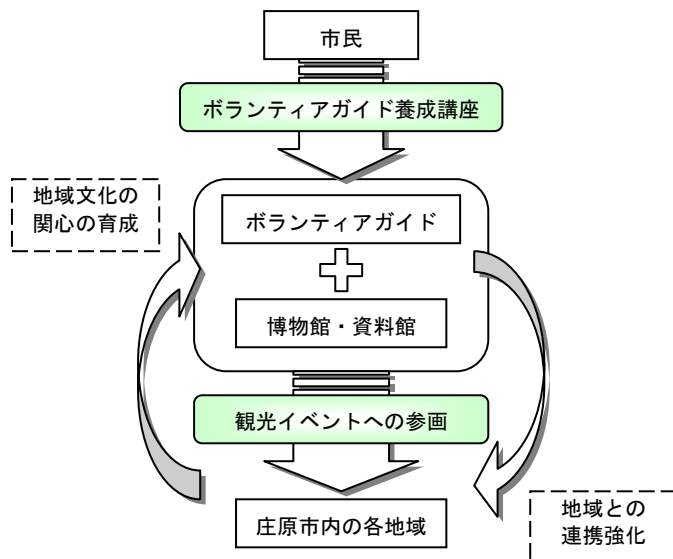 市民
ボランティアガイド養成講座
地域文化の
関心の育成
ボランティアガイド
博物館・資料館
観光イベントへの参画
庄原市内の各地域
地域との
連携強化